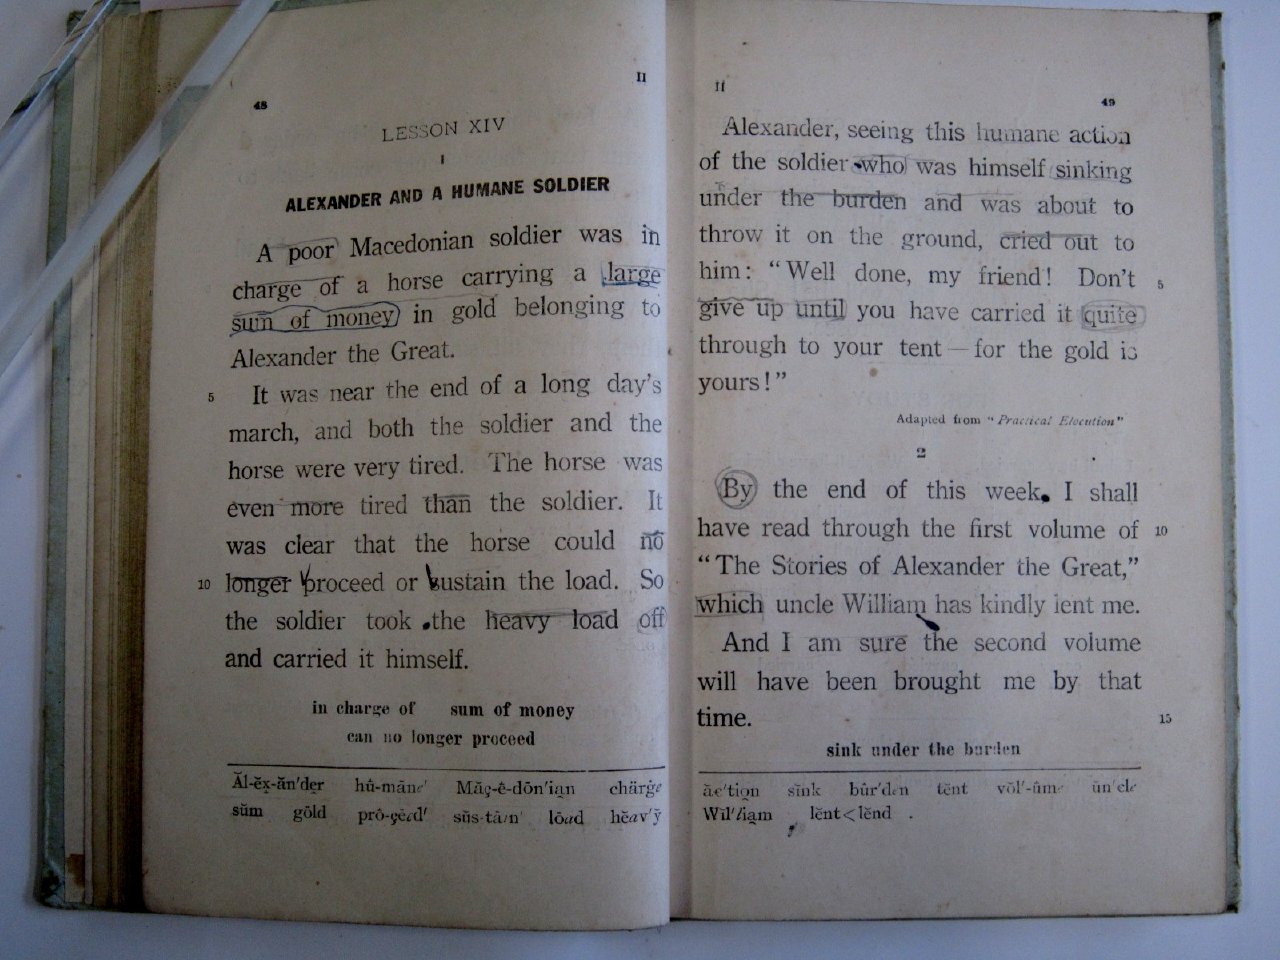 48
II
LESSON XIV
I
ALEXANDER AND A HUMANE SOLDIER
A poor Macedonian soldier was in
charge of a horse carrying a large
sum of money in gold belonging to
Alexander the Great.
5 It was near the end of a long day's
march, and both the soldier and the
horse were very tired. The horse was
even more tired than the soldier. It
was clear that the horse could no
10 longer proceed or sustain the load. So
the soldier took the heavy load off
and carried it himself.
in charge of sum of money
can no longer proceed
Ăl-ĕx̱-ăn'de̱r hû-māne' Măç-ê-dōn'ia̱n chärġe
sŭm gōld prô-çēed' sŭs-tāin' lōad hĕav'y̆
II
49
Alexander, seeing this humane action
of the soldier who was himself sinking
under the burden and was about to
throw it on the ground, cried out to
him: “Well done, my friend! Don't 5
give up until you have carried it quite
through to your tent—for the gold is
yours!”
Adapted from “Practical Elocution”
2
By the end of this week, I shall
have read through the first volume of 10
“The Stories of Alexander the Great,”
which uncle William has kindly lent me.
And I am sure the second volume
will have been brought me by that
time. 15
sink under the burden
ăc'tio̱n sĭnk bûr'den tĕnt vŏl'-ûme ŭn'cle
Wĭl'lia̱m lĕnt<lĕnd .